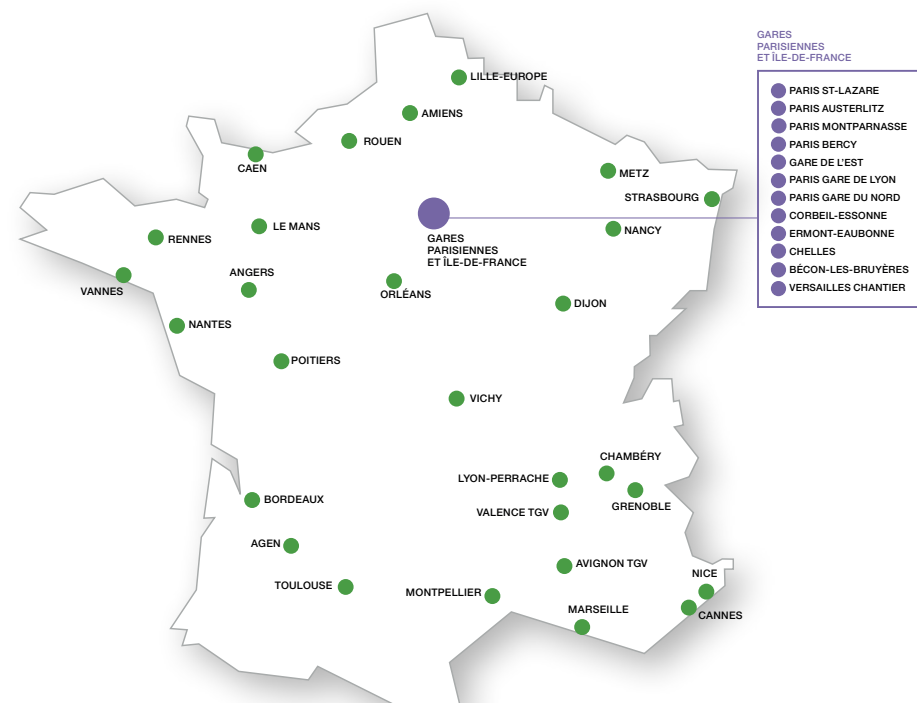 GARES
PARISIENNES
ET ÎLE-DE-FRANCE
PARIS ST-LAZARE
PARIS AUSTERLITZ
PARIS MONTPARNASSE
PARIS BERCY
GARE DE L'EST
PARIS GARE DE LYON
PARIS GARE DU NORD
CORBEIL-ESSONNE
ERMONT-EAUBONNE
CHELLES
BÉCON-LES-BRUYÈRES
VERSAILLES CHANTIER
LILLE-EUROPE
AMIENS
ROUEN
CAEN
METZ
STRASBOURG
LE MANS
NANCY
RENNES
GARES
PARISIENNES
ET ÎLE-DE-FRANCE
ANGERS
VANNES
ORLÉANS
DIJON
NANTES
POITIERS
VICHY
CHAMBÉRY
LYON-PERRACHE
GRENOBLE
BORDEAUX
VALENCE TGV
AGEN
AVIGNON TGV
NICE
TOULOUSE
MONTPELLIER
MARSEILLE
CANNES